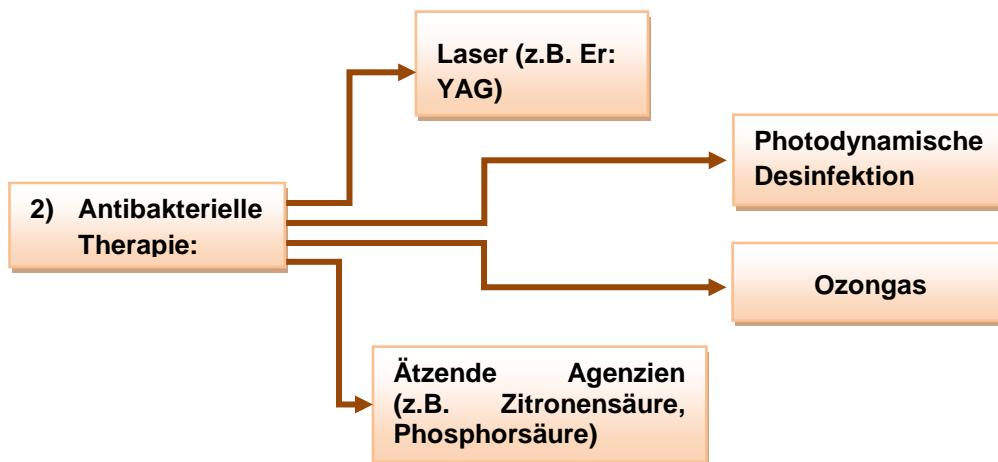 Laser (z.B. Er:
YAG)
Photodynamische
Desinfektion
2) Antibakterielle
Therapie:
Ozongas
Ätzende Agenzien
(z.B. Zitronensäure,
Phosphorsäure)